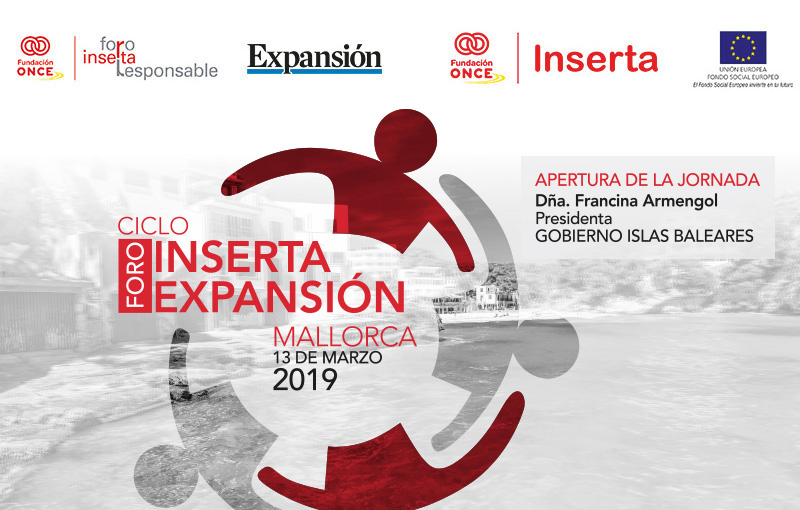 Fundación
ONCE
foro
inserta
responsable
Expansión
Fundación
ONCE
Inserta
UNIÓN EUROPEA
FONDO SOCIAL EUROPEO
El Fondo Social Europeo invierte en tu futuro
APERTURA DE LA JORNADA
Dña. Francina Armengol
Presidenta
GOBIERNO ISLAS BALEARES
CICLO
FORO
INSERTA
EXPANSIÓN
MALLORCA
13 DE MARZO
2019